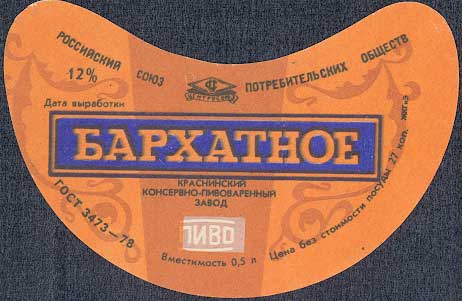 РОССИЙСКИЙ СОЮЗ ПОТРЕБИТЕЛЬСКИХ ОБЩЕСТВ
12%
ЦЕНТРОСОЮЗ
Дата выработки
БАРХАТНОЕ
КРАСНИНСКИЙ
КОНСЕРВНО-ПИВОВАРЕННЫЙ
ЗАВОД
ПИВО
Вместимость 0,5 л
ГОСТ 3473—78
Цена без стоимости посуды 27 коп.